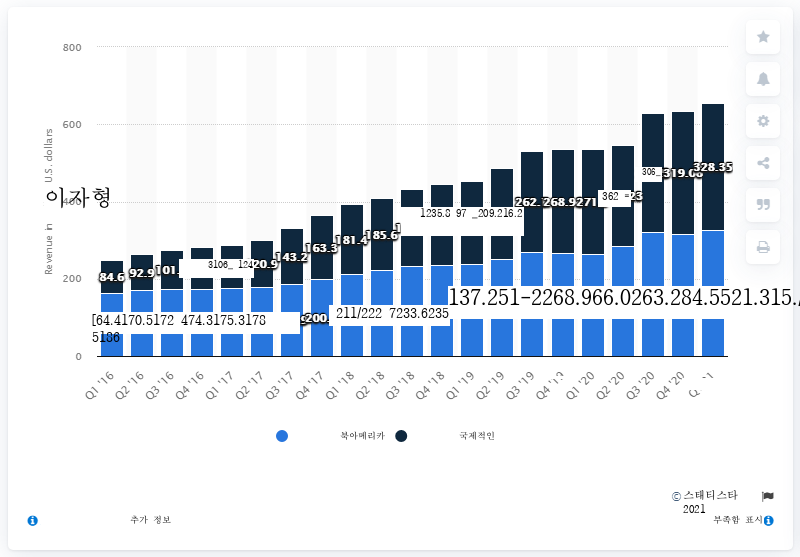 800
600
400
200
0
Revenue in U.S. dollars
이자형
84.6 92.9 101. 3106_ 124 20.9 143.2 163.3 181.4 185.6 1235.8 97 _209.216.2 262. 268.9 271 362 = 23 306_ 319.0 328.35
[64.4170.5172 474.3175.3178
5186
200. 211/222 7233.6235
137.251-2268.966.0263.284.5521.315.
Q1 '16 Q2 '16 Q3 '16 Q4 '16 Q1 '17 Q2 '17 Q3 '17 Q4 '17 Q1 '18 Q2 '18 Q3 '18 Q4 '18 Q1 '19 Q2 '19 Q3 '19 Q4 '19 Q1 '20 Q2 '20 Q3 '20 Q4 '20
북아메리카 국제적인
© 스태티스타
2021
추가 정보 부족함 표시